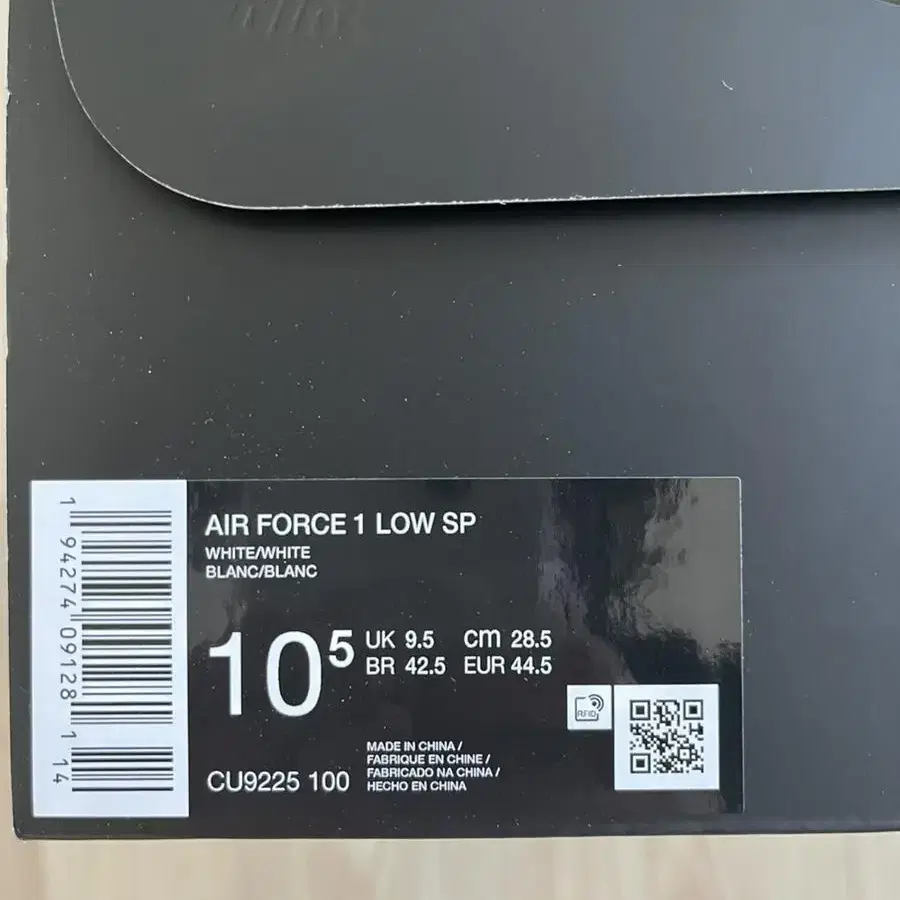 AIR FORCE 1 LOW SP
WHITE/WHITE
BLANC/BLANC
10⁵
UK 9.5 cm 28.5
BR 42.5 EUR 44.5
RFID
CU9225 100
MADE IN CHINA /
FABRIQUE EN CHINE /
FABRICADO NA CHINA /
HECHO EN CHINA
1 94274 09128 1 14